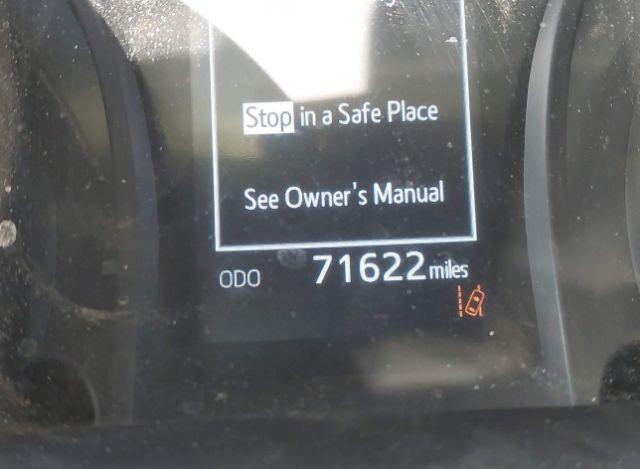 Stop in a Safe Place
See Owner's Manual
ODO 71622 miles